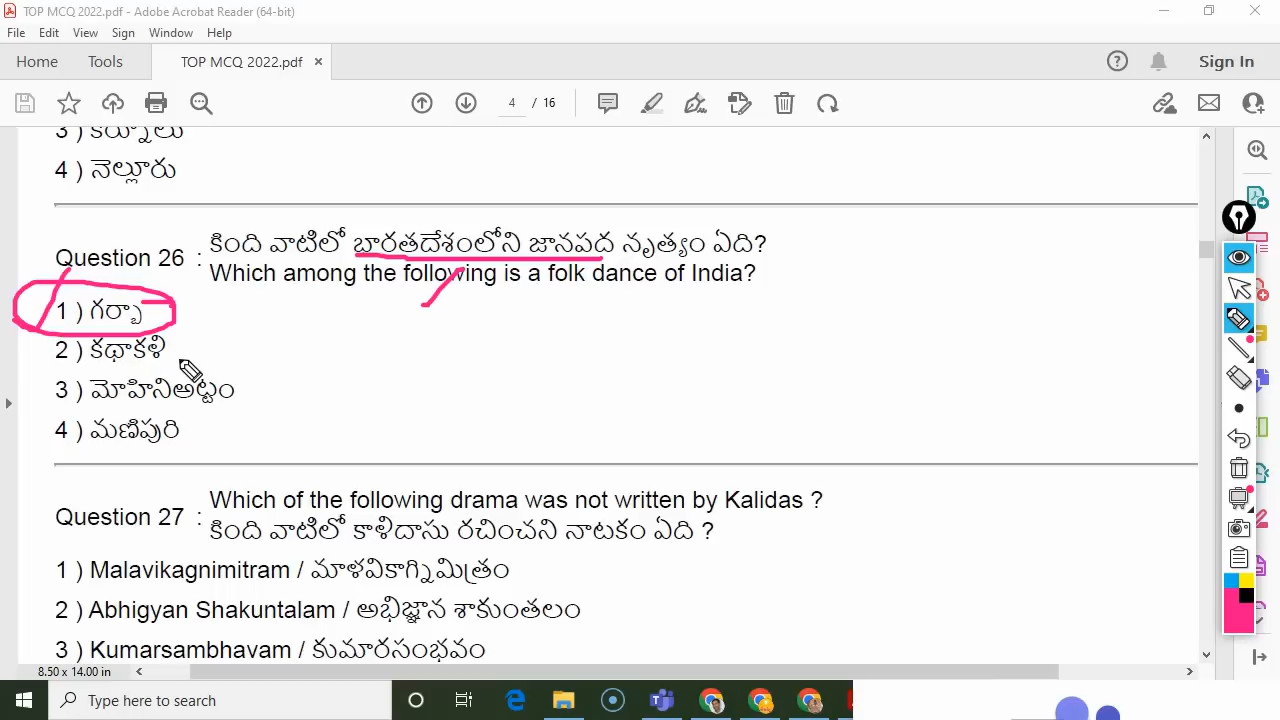 TOP MCQ 2022.pdf - Adobe Acrobat Reader (64-bit)
File Edit View Sign Window Help
Home Tools TOP MCQ 2022.pdf × Sign In
4 / 16
3 ) కర్నూలు
4 ) నెల్లూరు
కింది వాటిలో భారతదేశంలోని జానపద నృత్యం ఏది?
Question 26 :
Which among the following is a folk dance of India?
1 ) గర్బా
2 ) కథాకళి
3 ) మోహినిఅట్టం
4 ) మణిపురి
Which of the following drama was not written by Kalidas ?
Question 27 :
కింది వాటిలో కాళిదాసు రచించని నాటకం ఏది ?
1 ) Malavikagnimitram / మాళవికాగ్నిమిత్రం
2 ) Abhigyan Shakuntalam / అభిజ్ఞాన శాకుంతలం
3 ) Kumarsambhavam / కుమారసంభవం
8.50 x 14.00 in
Type here to search